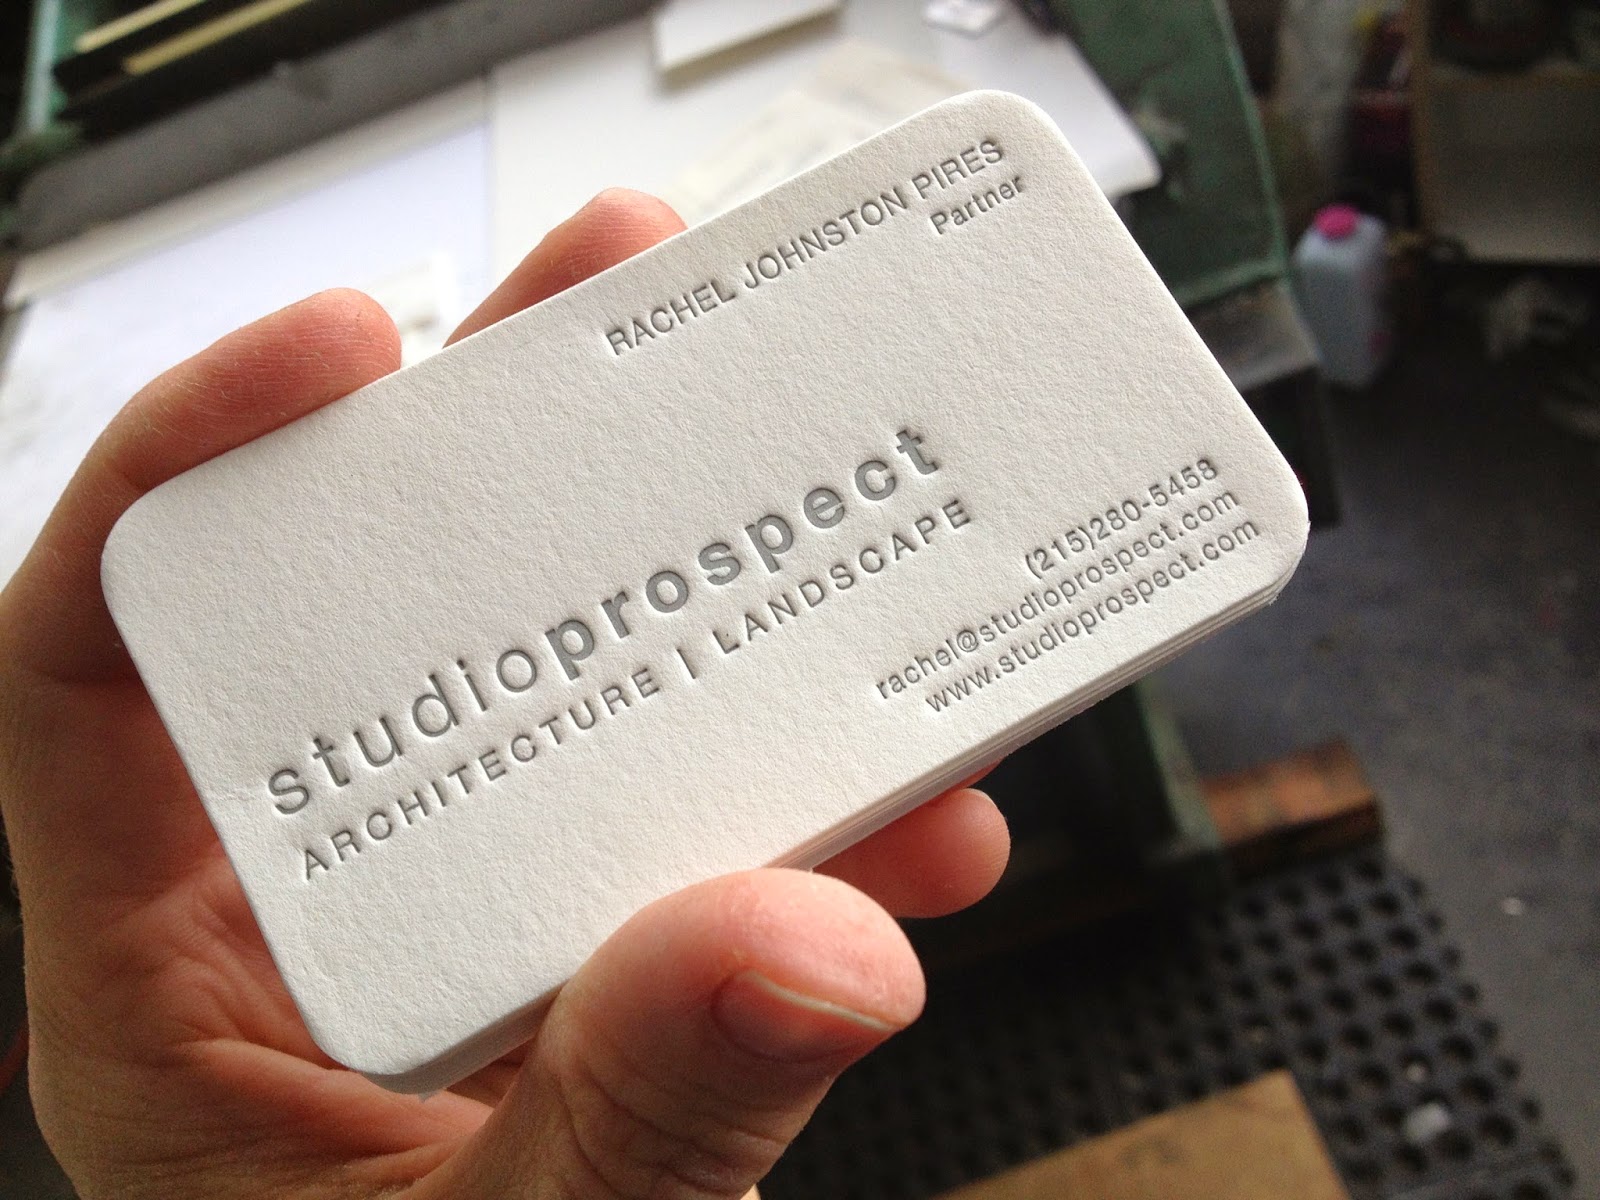 RACHEL JOHNSTON PIRES
Partner
studioprospect
ARCHITECTURE | LANDSCAPE
(215)280-5458
rachel@studioprospect.com
www.studioprospect.com